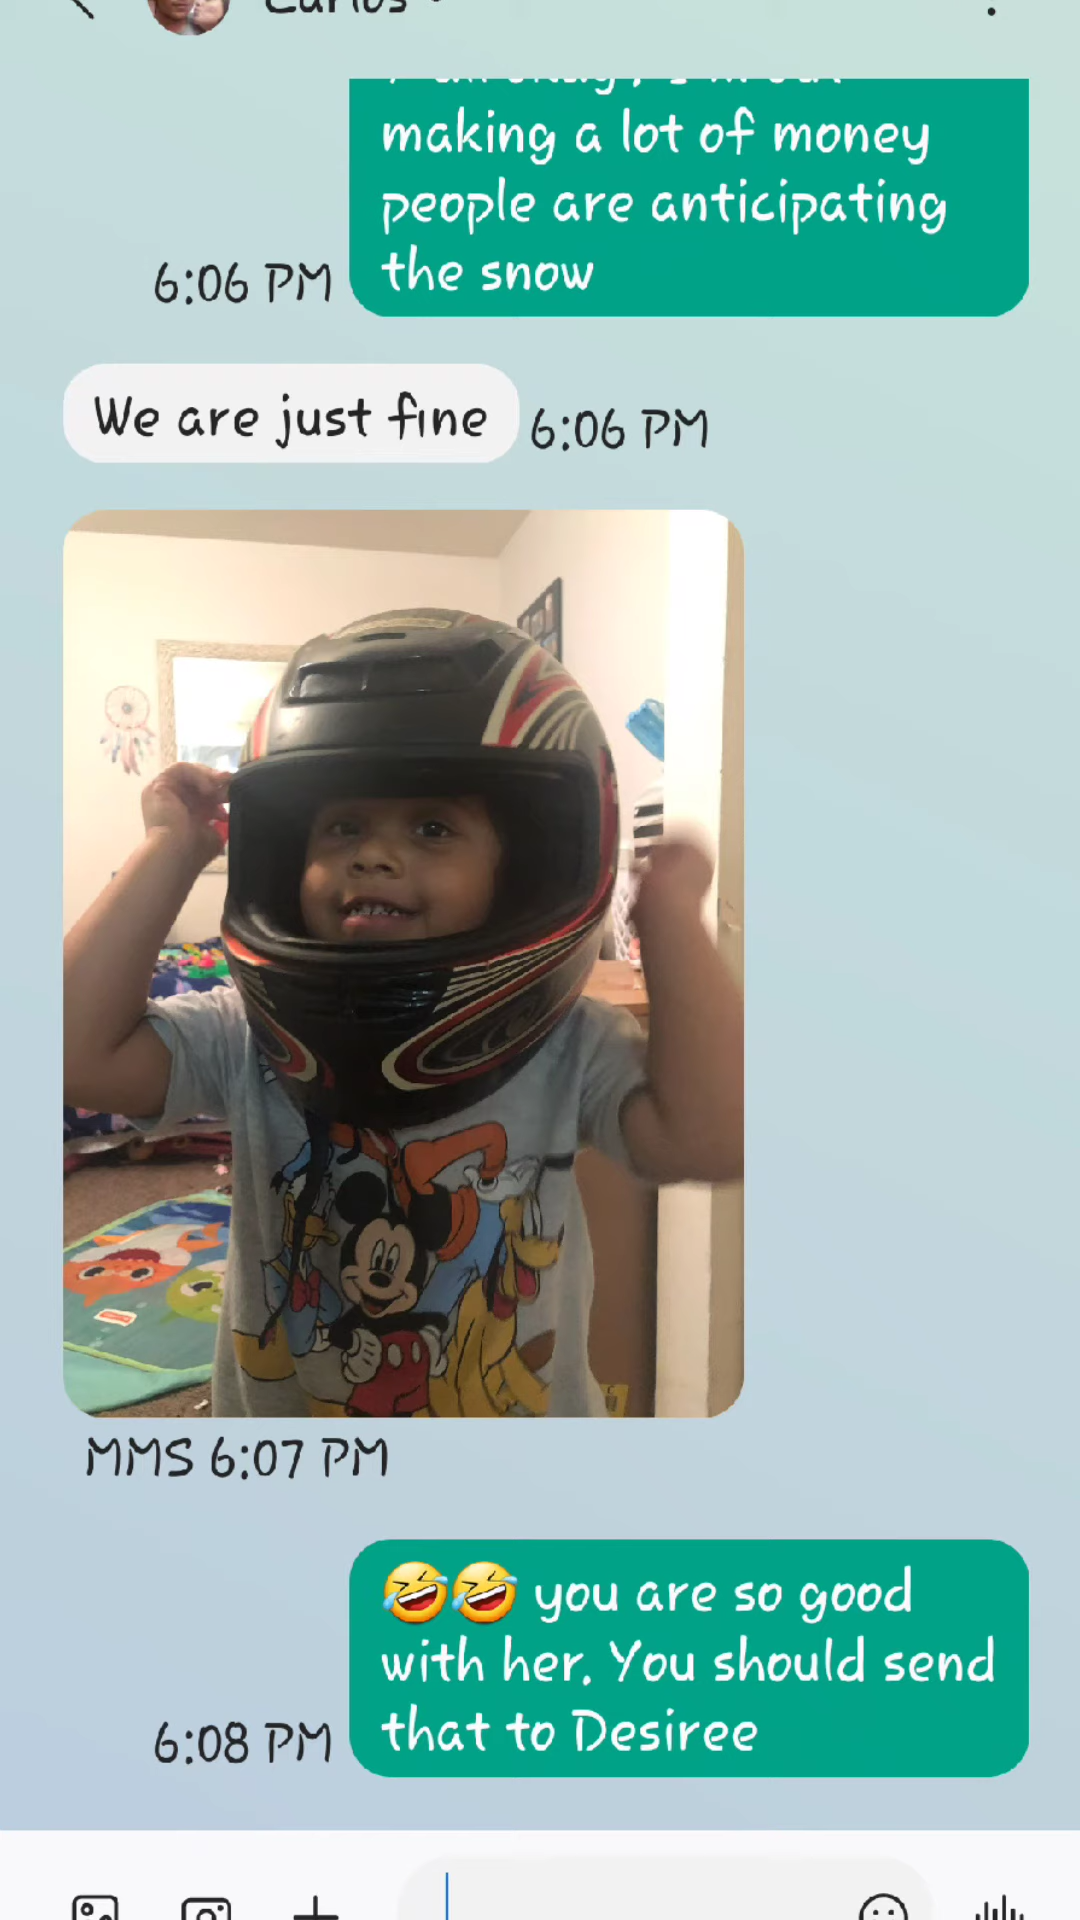 Carlos
making a lot of money
people are anticipating
the snow
6:06 PM
We are just fine
6:06 PM
MMS 6:07 PM
🤣🤣 you are so good
with her. You should send
that to Desiree
6:08 PM